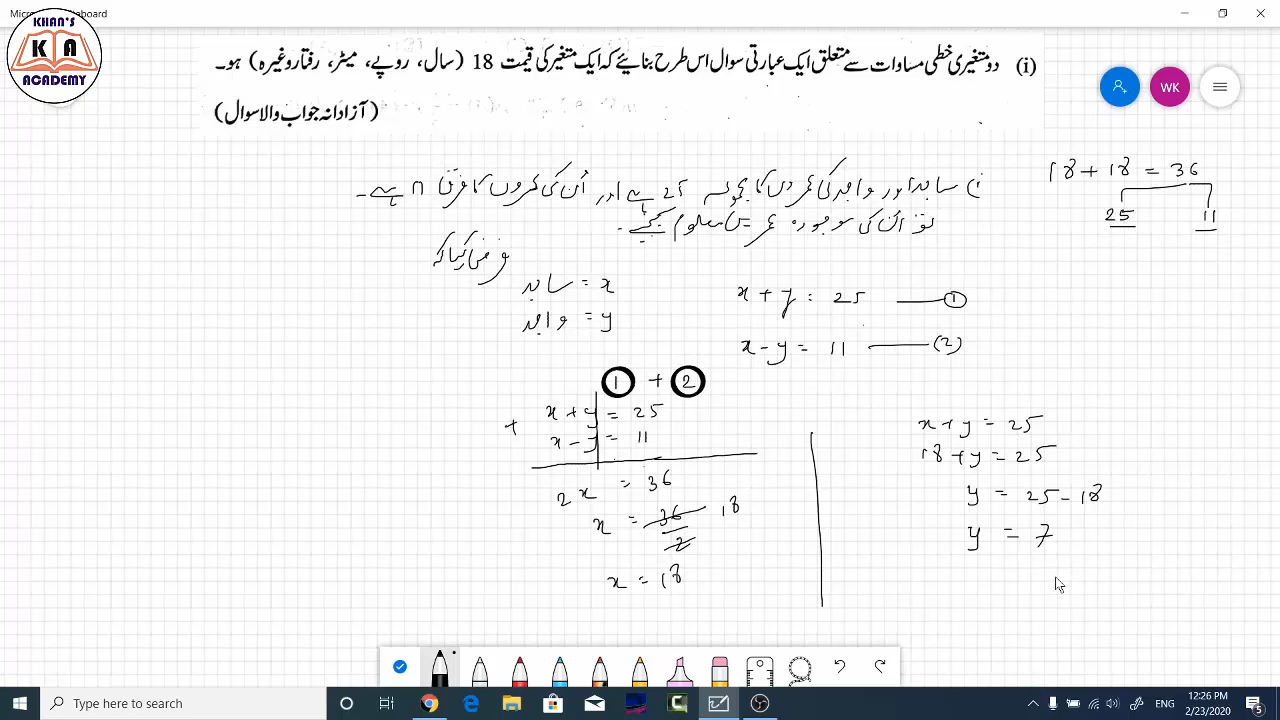 Microsoft Whiteboard
KHAN'S
K A
ACADEMY
(i) دو متغیری خطی مساوات سے متعلق ایک عبارتی سوال اس طرح بنائیے کہ ایک متغیر کی قیمت 18 (سال، روپے، میٹر، رفتار وغیرہ) ہو۔
(آزادانہ جواب والا سوال)
WK
18 + 18 = 36
25 11
i) ساجد اور واجد کی عمروں کا مجموعہ 25 ہے اور اُن کی عمروں کا فرق 11 ہے۔
تو اُن کی موجودہ عمریں معلوم کیجئے۔
فرض کیا کہ
ساجد = x
واجد = y
x + y = 25 —— ①
x - y = 11 —— (2)
① + ②
x + y = 25
+ x - y = 11
2x = 36
x = 36/2 18
x = 18
x + y = 25
18 + y = 25
y = 25 - 18
y = 7
Type here to search
ENG
12:26 PM
2/23/2020
5